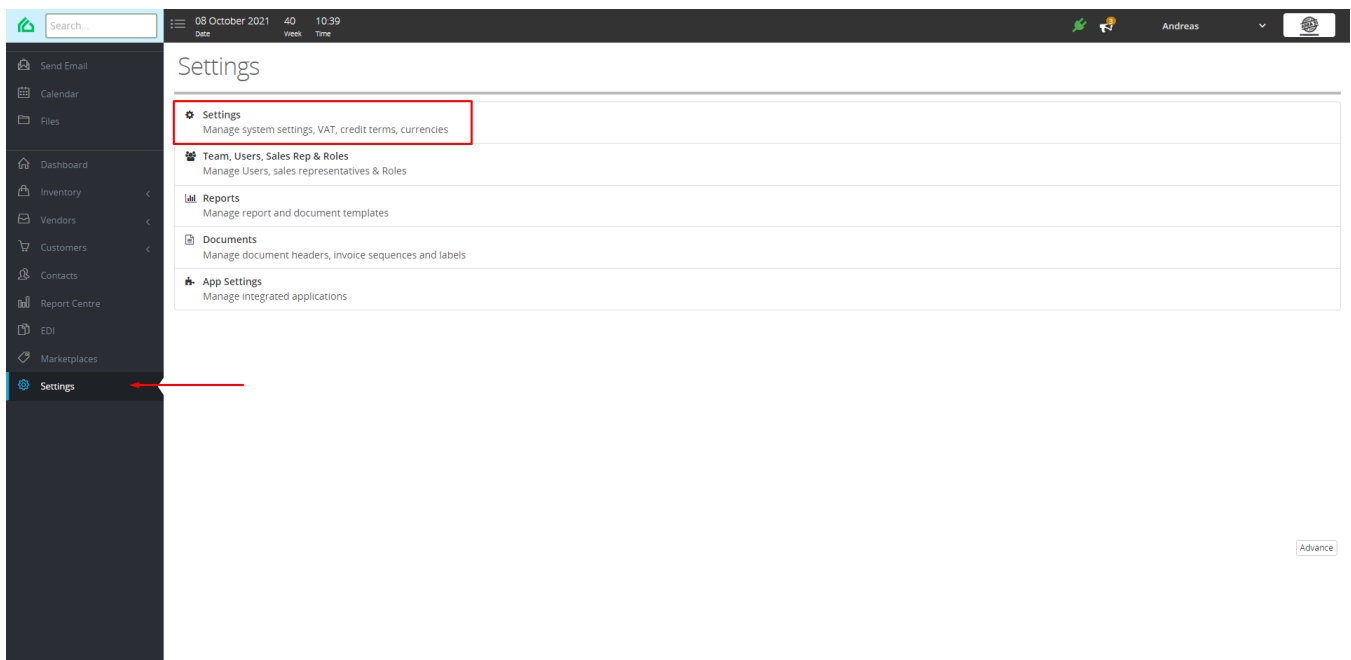 Search...
08 October 2021 40 10:39
Date Week Time
3
Andreas
Send Email
Calendar
Files
Dashboard
Inventory
Vendors
Customers
Contacts
Report Centre
EDI
Marketplaces
Settings
Settings
Settings
Manage system settings, VAT, credit terms, currencies
Team, Users, Sales Rep & Roles
Manage Users, sales representatives & Roles
Reports
Manage report and document templates
Documents
Manage document headers, invoice sequences and labels
App Settings
Manage integrated applications
Advance